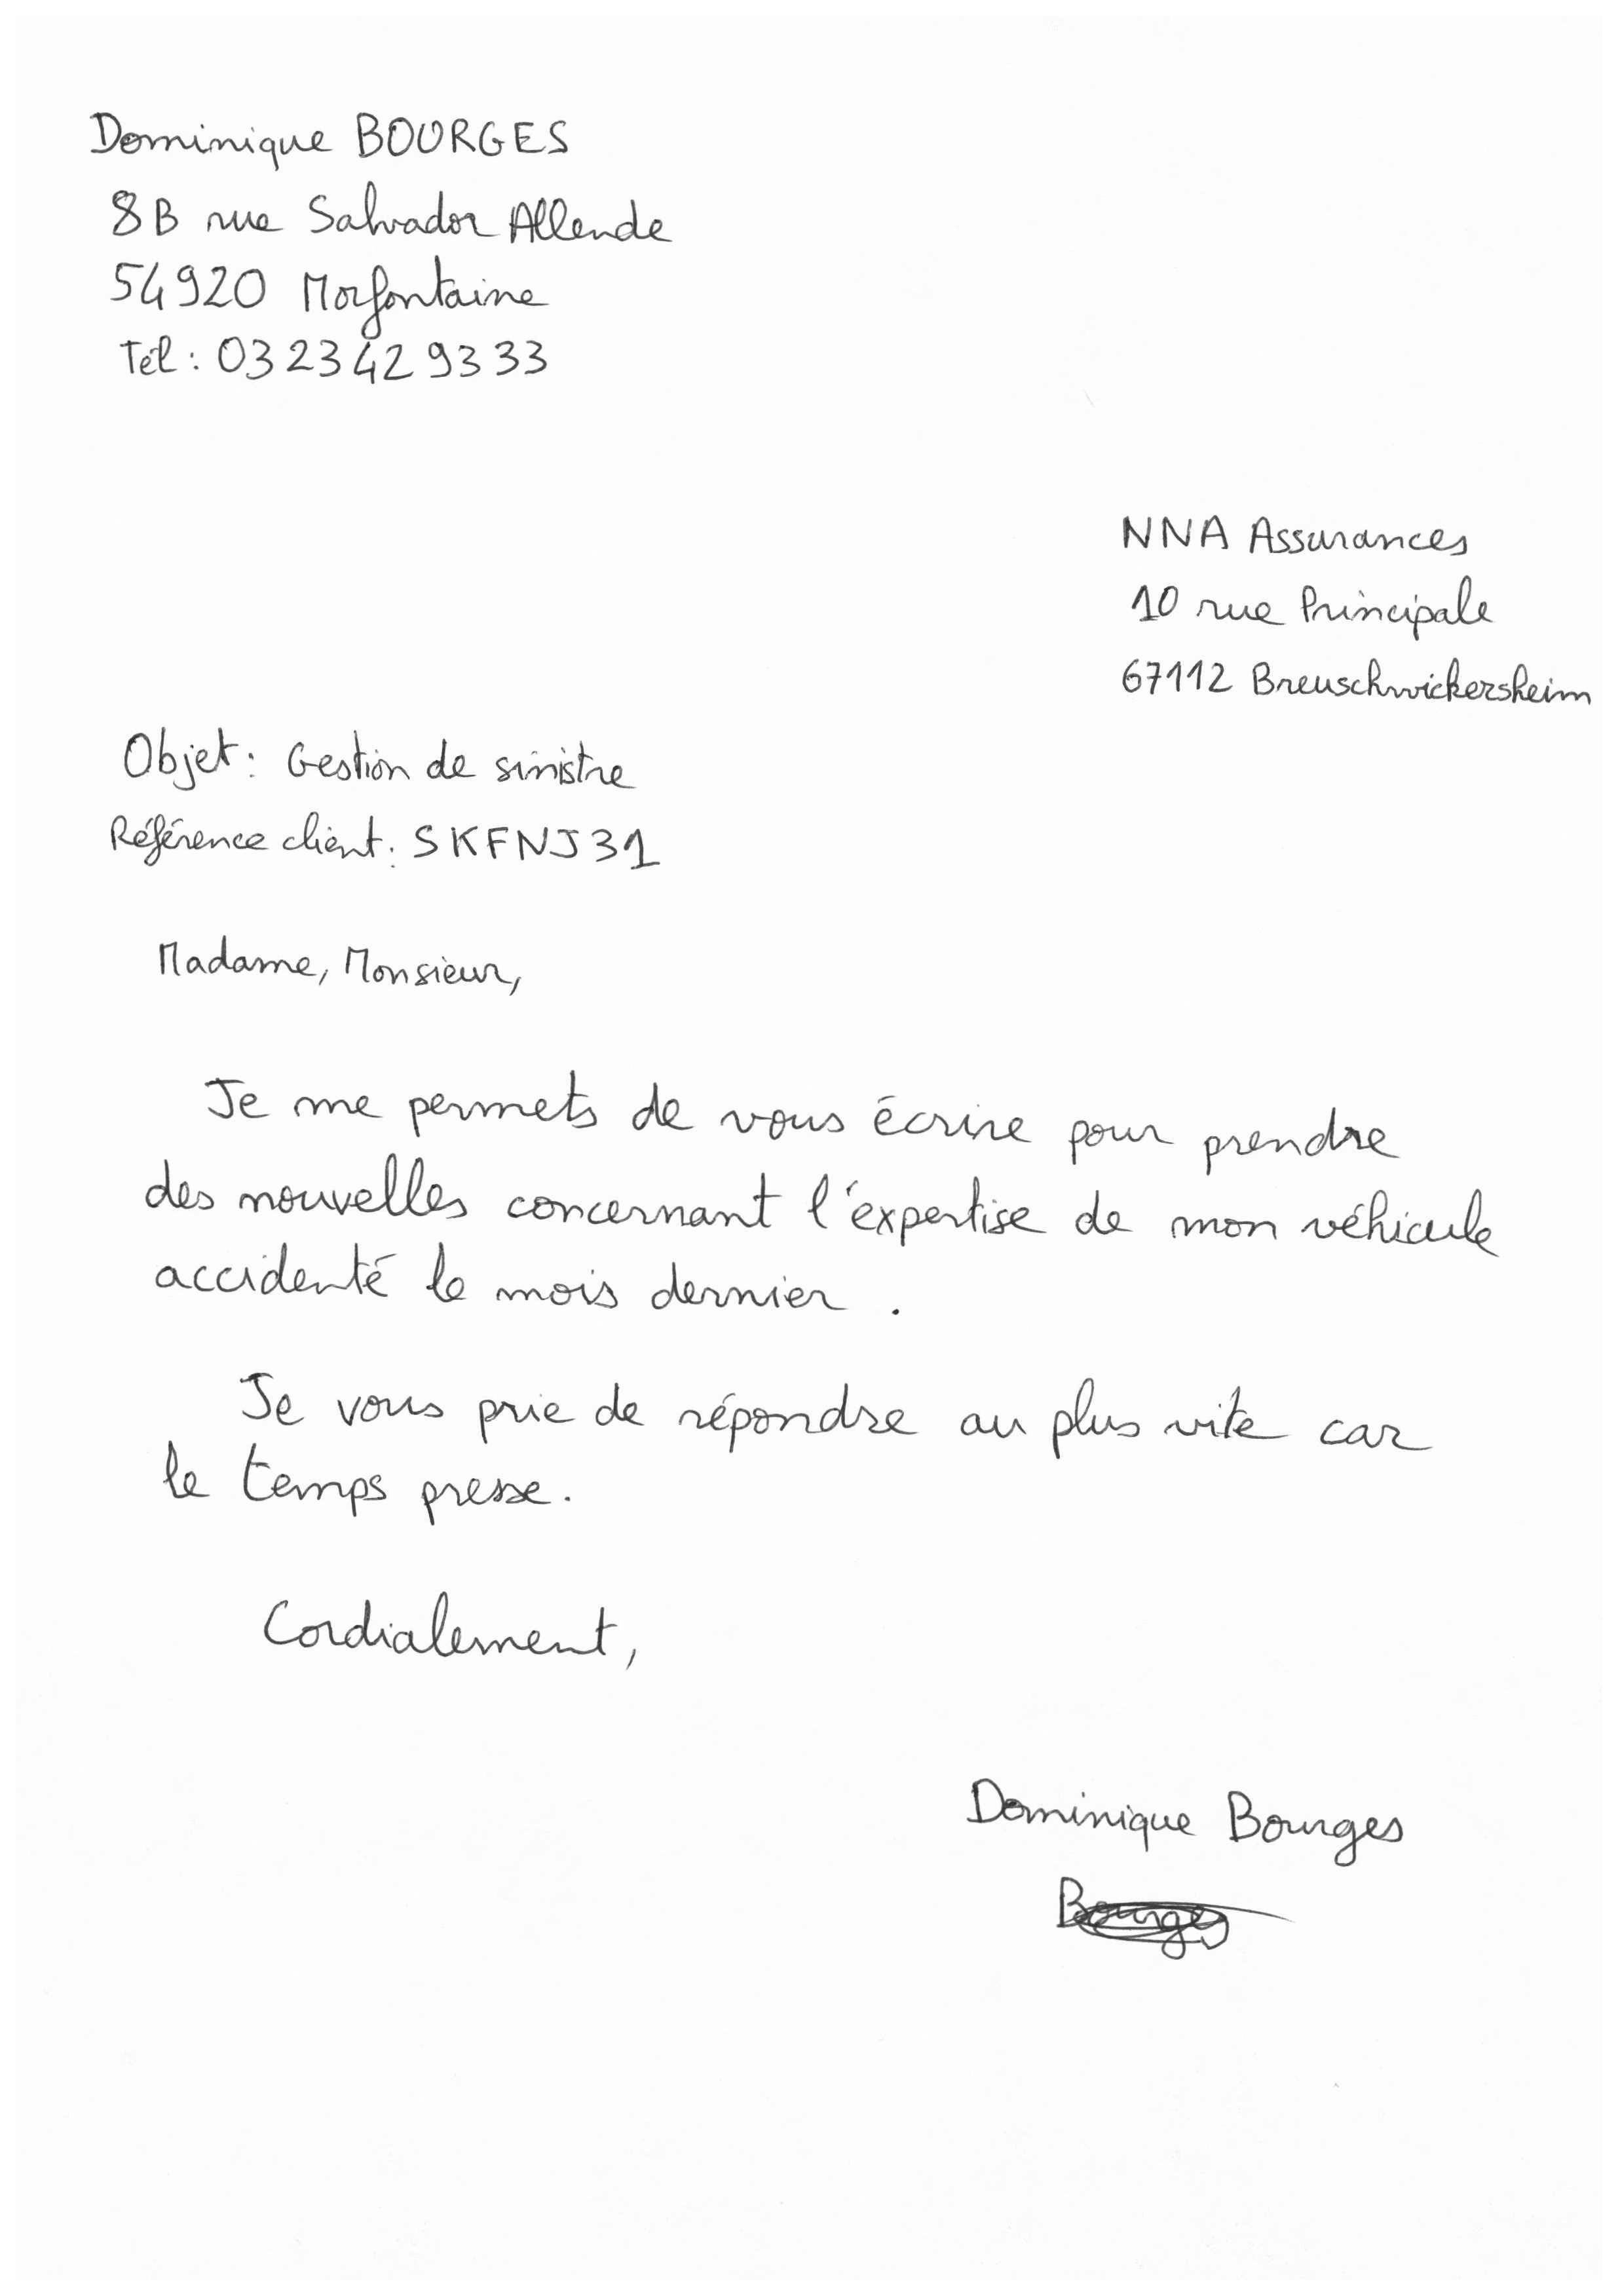 Dominique BOURGES
8B rue Salvador Allende
54920 Morfontaine
Tél : 03 23 42 93 33
NNA Assurances
10 rue Principale
67112 Breuschwickersheim
Objet : Gestion de sinistre
Référence client : SKFNJ31
Madame, Monsieur,
Je me permets de vous écrire pour prendre
des nouvelles concernant l'expertise de mon véhicule
accidenté le mois dernier .
Je vous prie de répondre au plus vite car
le temps presse.
Cordialement,
Dominique Bourges
Bourges